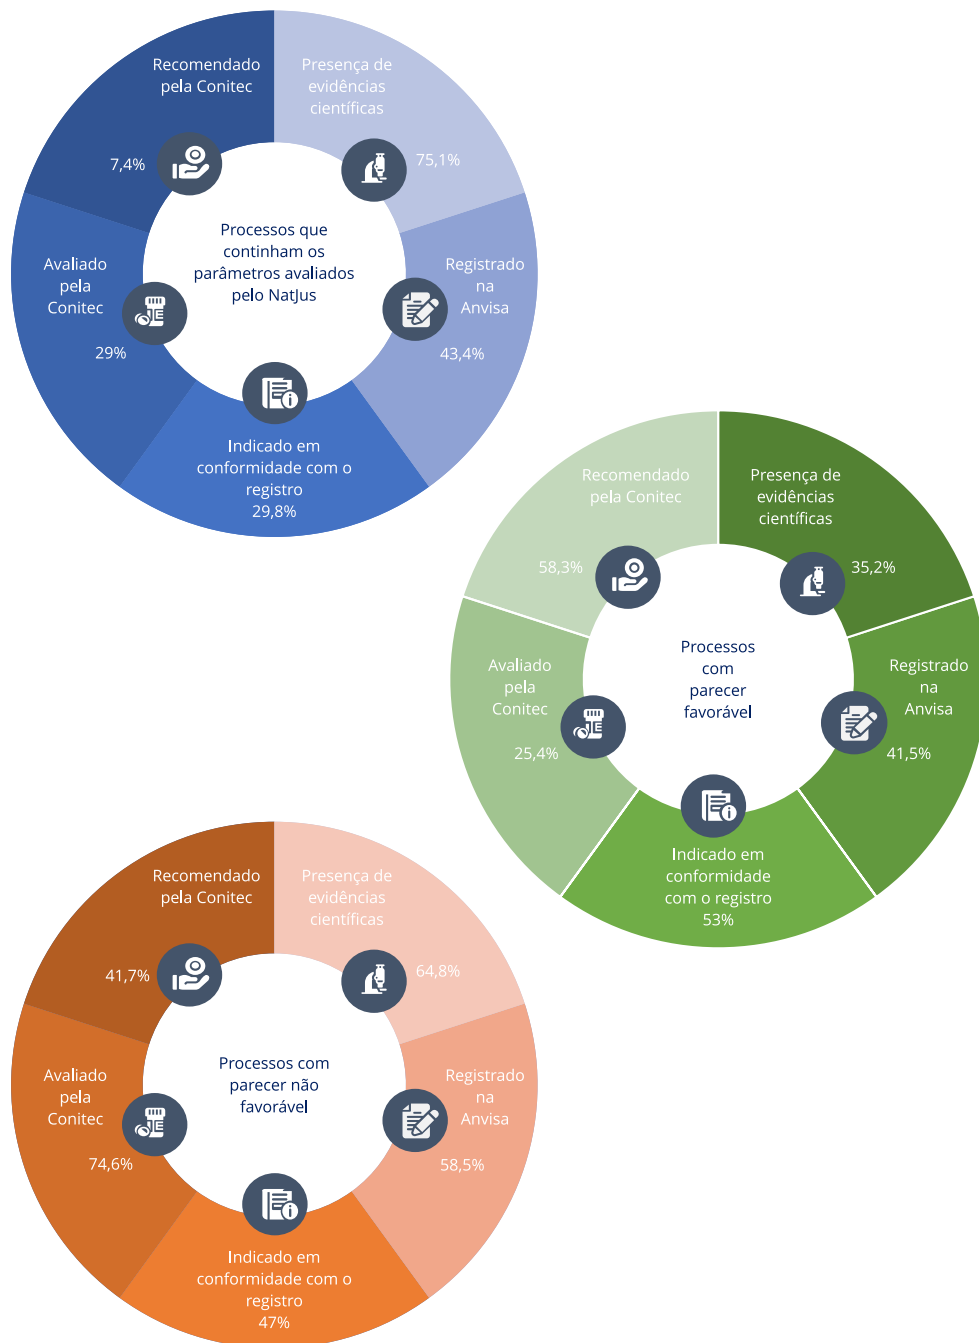 Recomendado
pela Conitec
7,4%
Presença de
evidências
científicas
75,1%
Processos que
continham os
parâmetros avaliados
pelo NatJus
Avaliado
pela
Conitec
29%
Registrado
na
Anvisa
43,4%
Indicado em
conformidade com o
registro
29,8%
Recomendado
pela Conitec
58,3%
Presença de
evidências
científicas
35,2%
Processos
com
parecer
favorável
Avaliado
pela
Conitec
25,4%
Registrado
na
Anvisa
41,5%
Indicado em
conformidade
com o registro
53%
Recomendado
pela Conitec
41,7%
Presença de
evidências
científicas
64,8%
Processos com
parecer não
favorável
Avaliado
pela
Conitec
74,6%
Registrado
na
Anvisa
58,5%
Indicado em
conformidade com o
registro
47%